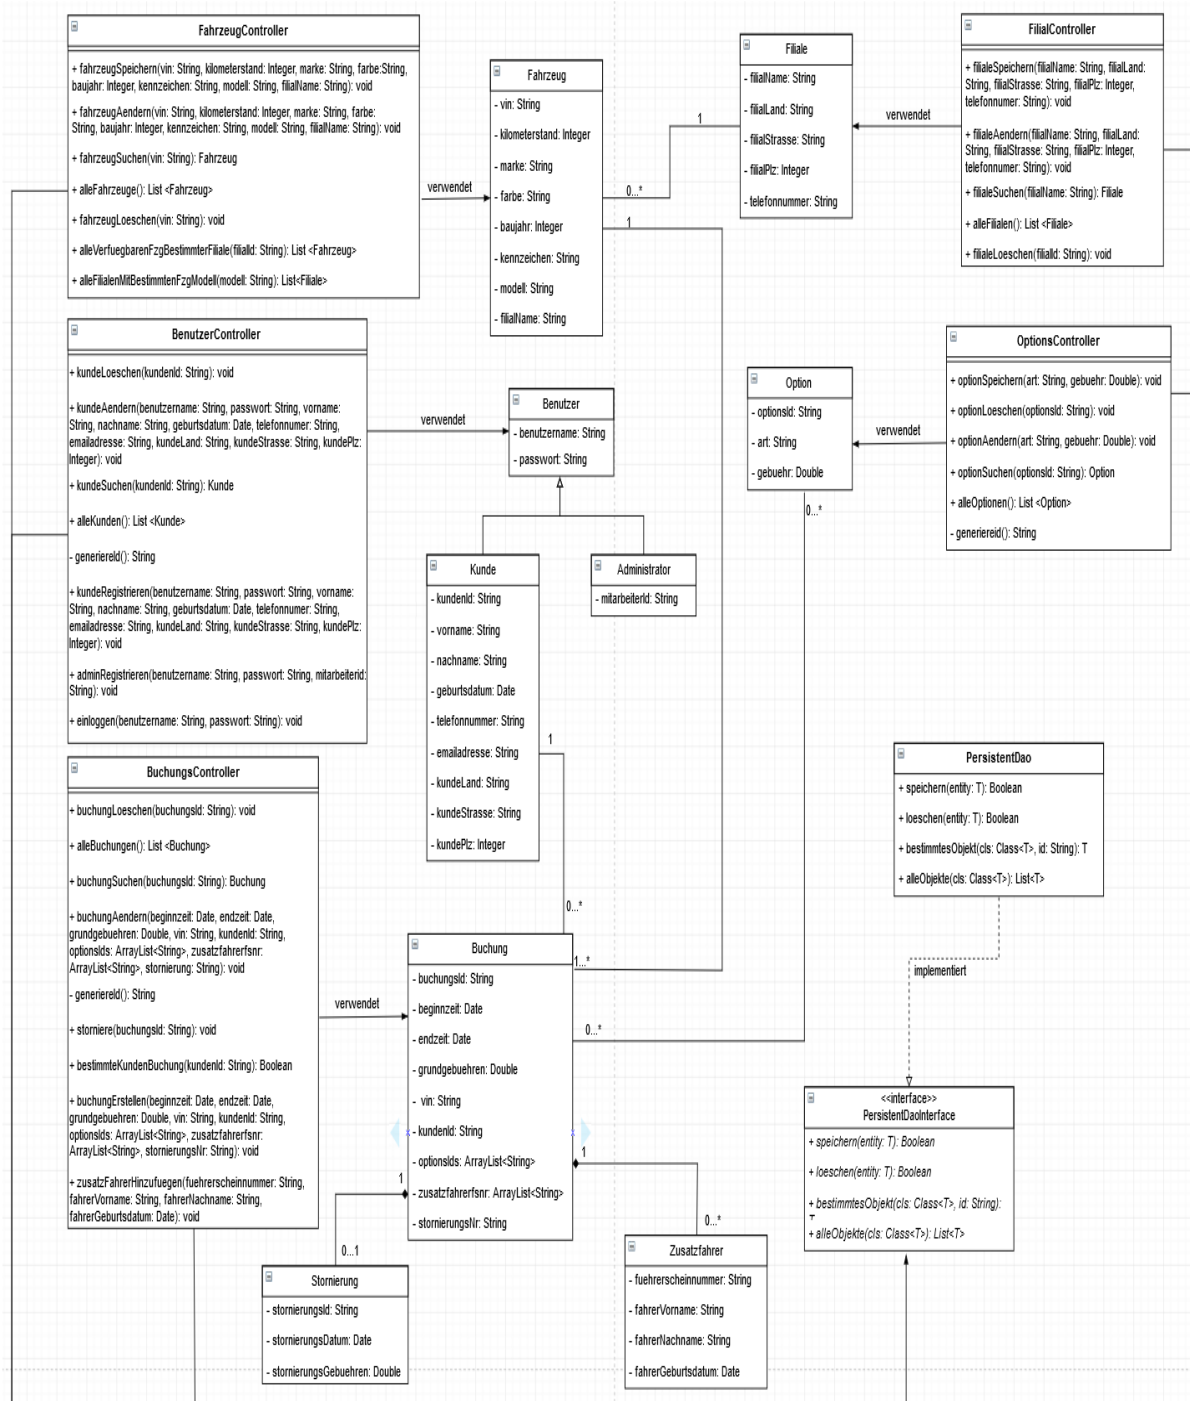 FahrzeugController
+ fahrzeugSpeichern(vin: String, kilometerstand: Integer, marke: String, farbe:String,
baujahr: Integer, kennzeichen: String, modell: String, filialName: String): void
+ fahrzeugAendern(vin: String, kilometerstand: Integer, marke: String, farbe:
String, baujahr: Integer, kennzeichen: String, modell: String, filialName: String): void
+ fahrzeugSuchen(vin: String): Fahrzeug
+ alleFahrzeuge(): List <Fahrzeug>
+ fahrzeugLoeschen(vin: String): void
+ alleVerfuegbarenFzgBestimmterFiliale(filialId: String): List <Fahrzeug>
+ alleFilialenMitBestimmtenFzgModell(modell: String): List<Filiale>
verwendet
Fahrzeug
- vin: String
- kilometerstand: Integer
- marke: String
- farbe: String
- baujahr: Integer
- kennzeichen: String
- modell: String
- filialName: String
0...*
1
1
Filiale
- filialName: String
- filialLand: String
- filialStrasse: String
- filialPlz: Integer
- telefonnummer: String
verwendet
FilialController
+ filialeSpeichern(filialName: String, filialLand:
String, filialStrasse: String, filialPlz: Integer,
telefonnumer: String): void
+ filialeAendern(filialName: String, filialLand:
String, filialStrasse: String, filialPlz: Integer,
telefonnumer: String): void
+ filialeSuchen(filialName: String): Filiale
+ alleFilialen(): List <Filiale>
+ filialeLoeschen(filialId: String): void
BenutzerController
+ kundeLoeschen(kundenId: String): void
+ kundeAendern(benutzername: String, passwort: String, vorname:
String, nachname: String, geburtsdatum: Date, telefonnumer: String,
emailadresse: String, kundeLand: String, kundeStrasse: String, kundePlz:
Integer): void
+ kundeSuchen(kundenId: String): Kunde
+ alleKunden(): List <Kunde>
- generiereId(): String
+ kundeRegistrieren(benutzername: String, passwort: String, vorname:
String, nachname: String, geburtsdatum: Date, telefonnumer: String,
emailadresse: String, kundeLand: String, kundeStrasse: String, kundePlz:
Integer): void
+ adminRegistrieren(benutzername: String, passwort: String, mitarbeiterid:
String): void
+ einloggen(benutzername: String, passwort: String): void
verwendet
Benutzer
- benutzername: String
- passwort: String
Option
- optionsId: String
- art: String
- gebuehr: Double
0...*
verwendet
OptionsController
+ optionSpeichern(art: String, gebuehr: Double): void
+ optionLoeschen(optionsId: String): void
+ optionAendern(art: String, gebuehr: Double): void
+ optionSuchen(optionsId: String): Option
+ alleOptionen(): List <Option>
- generiereid(): String
Kunde
- kundenId: String
- vorname: String
- nachname: String
- geburtsdatum: Date
- telefonnummer: String
- emailadresse: String
- kundeLand: String
- kundeStrasse: String
- kundePlz: Integer
Administrator
- mitarbeiterId: String
1
0...*
BuchungsController
+ buchungLoeschen(buchungsId: String): void
+ alleBuchungen(): List <Buchung>
+ buchungSuchen(buchungsId: String): Buchung
+ buchungAendern(beginnzeit: Date, endzeit: Date,
grundgebuehren: Double, vin: String, kundenId: String,
optionsIds: ArrayList<String>, zusatzfahrerfsnr:
ArrayList<String>, stornierung: String): void
- generiereId(): String
+ storniere(buchungsId: String): void
+ bestimmteKundenBuchung(kundenId: String): Boolean
+ buchungErstellen(beginnzeit: Date, endzeit: Date,
grundgebuehren: Double, vin: String, kundenId: String,
optionsIds: ArrayList<String>, zusatzfahrerfsnr:
ArrayList<String>, stornierungsNr: String): void
+ zusatzFahrerHinzufuegen(fuehrerscheinnummer: String,
fahrerVorname: String, fahrerNachname: String,
fahrerGeburtsdatum: Date): void
verwendet
Buchung
- buchungsId: String
- beginnzeit: Date
- endzeit: Date
- grundgebuehren: Double
- vin: String
- kundenId: String
- optionsIds: ArrayList<String>
- zusatzfahrerfsnr: ArrayList<String>
- stornierungsNr: String
1...*
0...*
1
0...*
1
0...1
Stornierung
- stornierungsId: String
- stornierungsDatum: Date
- stornierungsGebuehren: Double
Zusatzfahrer
- fuehrerscheinnummer: String
- fahrerVorname: String
- fahrerNachname: String
- fahrerGeburtsdatum: Date
PersistentDao
+ speichern(entity: T): Boolean
+ loeschen(entity: T): Boolean
+ bestimmtesObjekt(cls: Class<T>, id: String): T
+ alleObjekte(cls: Class<T>): List<T>
implementiert
<<interface>>
PersistentDaoInterface
+ speichern(entity: T): Boolean
+ loeschen(entity: T): Boolean
+ bestimmtesObjekt(cls: Class<T>, id: String):
T
+ alleObjekte(cls: Class<T>): List<T>